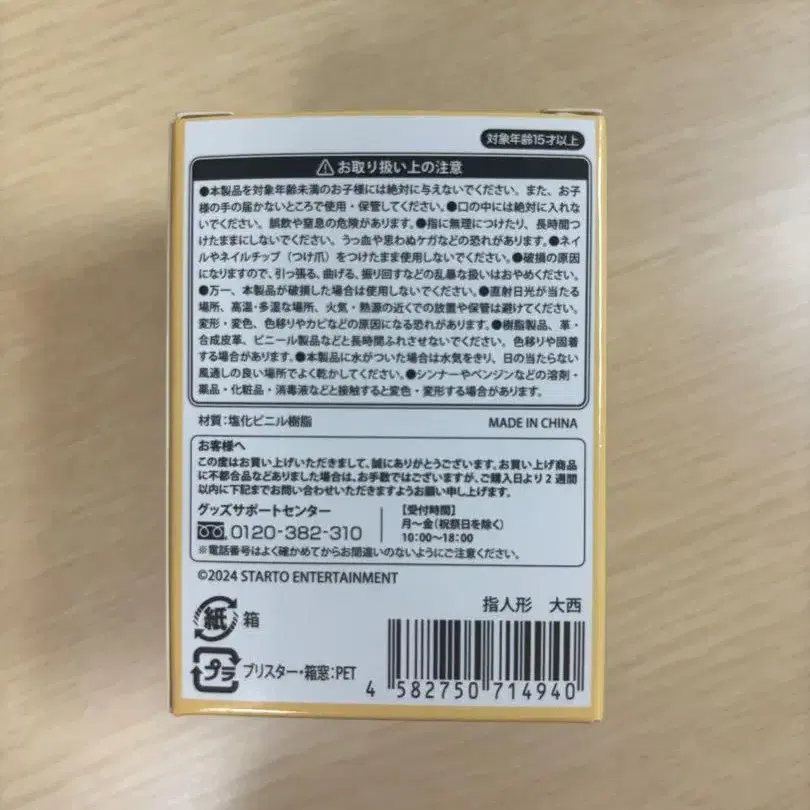 対象年齢15才以上
お取り扱い上の注意
●本製品を対象年齢未満のお子様には絶対に与えないでください。また、お子
様の手の届かないところで使用・保管してください。●口の中には絶対に入れな
いでください。誤飲や窒息の危険があります。●指に無理につけたり、長時間つ
けたままにしないでください。うっ血や思わぬケガなどの恐れがあります。●ネイ
ルやネイルチップ（つけ爪）をつけたまま使用しないでください。●破損の原因
になりますので、引っ張る、曲げる、振り回すなどの乱暴な扱いはおやめください。
●万一、本製品が破損した場合は使用しないでください。●直射日光が当たる
場所、高温・多湿な場所、火気・熱源の近くでの放置や保管は避けてください。
変形・変色、色移りやカビなどの原因になる恐れがあります。●樹脂製品、革・
合成皮革、ビニール製品などと長時間ふれさせないでください。色移りや固着
する場合があります。●本製品に水がついた場合は水気をきり、日の当たらない
風通しの良い場所でよく乾かしてください。●シンナーやベンジンなどの溶剤・
薬品・化粧品・消毒液などと接触すると変色・変形する場合があります。
材質：塩化ビニル樹脂 MADE IN CHINA
お客様へ
この度はお買い上げいただきまして、誠にありがとうございます。お買い上げ商品
に不都合品などありました場合は、お手数ではございますが、ご購入日より2週間
以内に下記までお問い合わせいただきますようお願い申し上げます。
グッズサポートセンター
0120-382-310
【受付時間】
月〜金（祝祭日を除く）
10:00〜18:00
※電話番号はよく確かめてからお間違いのないようにご注意ください。
©2024 STARTO ENTERTAINMENT
指人形 大西
紙 箱
プラ ブリスター・箱窓：PET
4 582750 714940